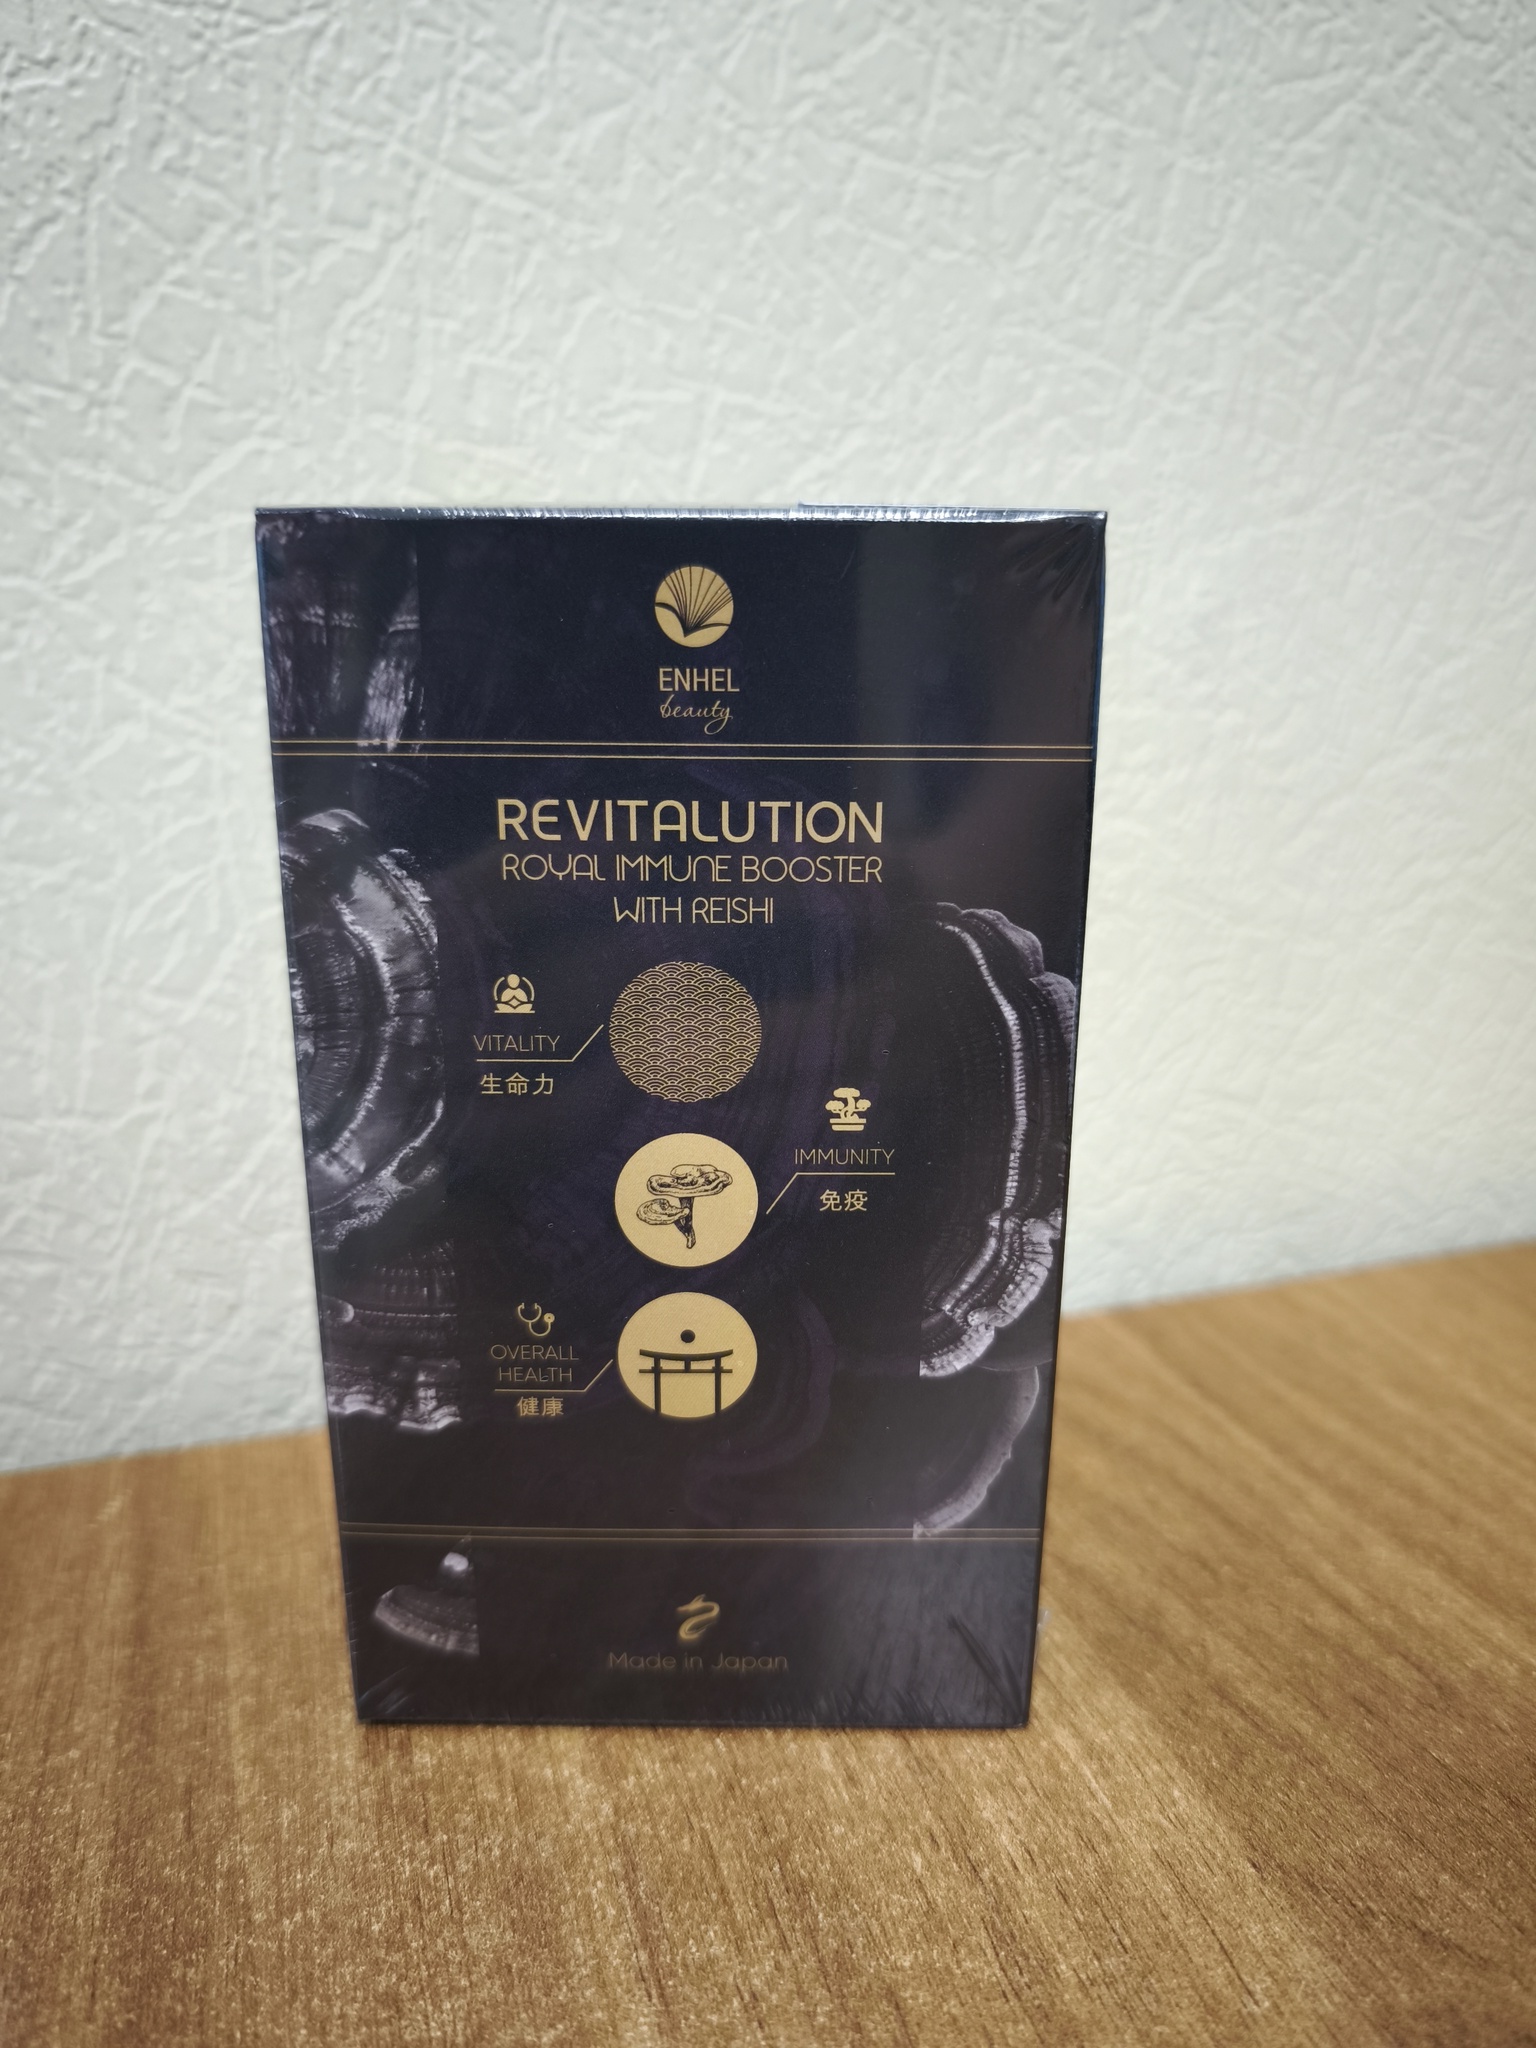 ENHEL
beauty
REVITALUTION
ROYAL IMMUNE BOOSTER
WITH REISHI
VITALITY
生命力
IMMUNITY
免疫
OVERALL
HEALTH
健康
Made in Japan